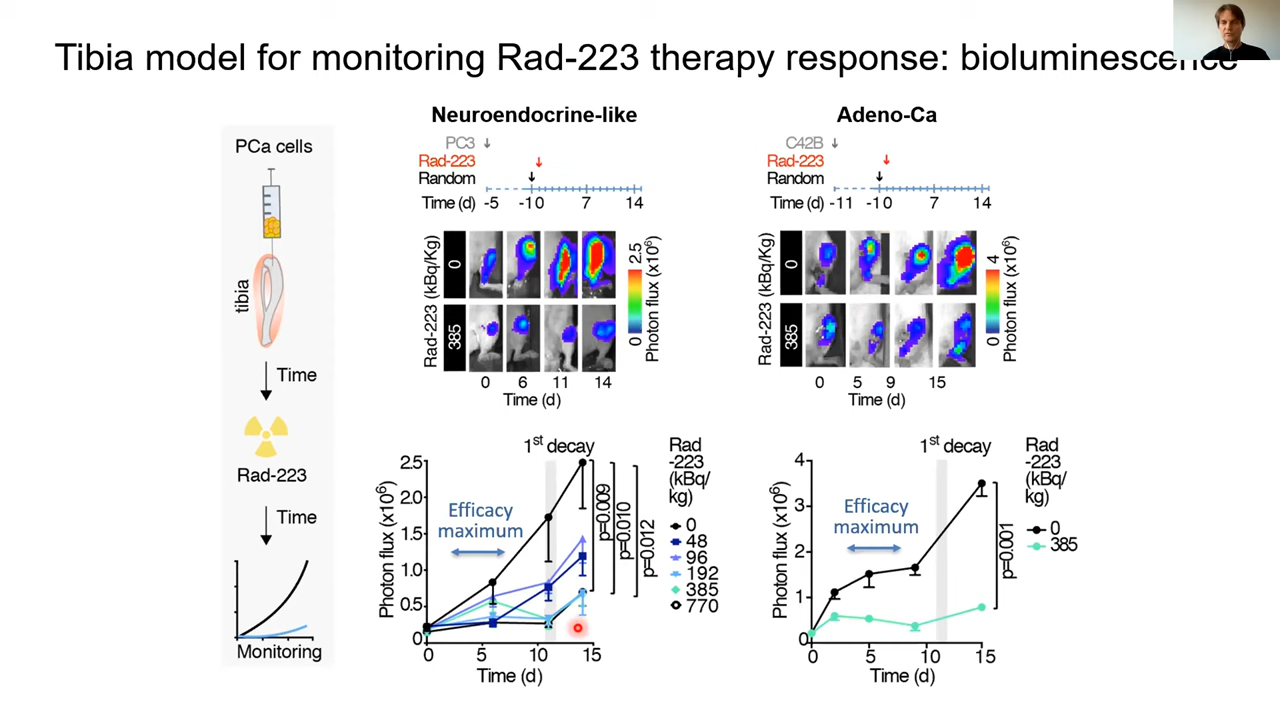 Tibia model for monitoring Rad-223 therapy response: bioluminescence
PCa cells
tibia
Time
Rad-223
Time
Monitoring
Neuroendocrine-like
PC3
Rad-223
Random
Time (d) -5 -10 7 14
Rad-223 (kBq/Kg)
0
385
2.5
0
Photon flux (x10⁶)
0 6 11 14
Time (d)
1st decay
Efficacy
maximum
Photon flux (x10⁶)
2.5
2.0
1.5
1.0
0.5
0
0 5 10 15
Time (d)
p=0.009
p=0.010
p=0.012
Rad
-223
(kBq/
kg)
0
48
96
192
385
770
Adeno-Ca
C42B
Rad-223
Random
Time (d) -11 -10 7 14
Rad-223 (kBq/Kg)
0
385
4
0
Photon flux (x10⁶)
0 5 9 15
Time (d)
1st decay
Efficacy
maximum
Photon flux (x10⁶)
4
3
2
1
0
0 5 10 15
Time (d)
p=0.001
Rad
-223
(kBq/
kg)
0
385